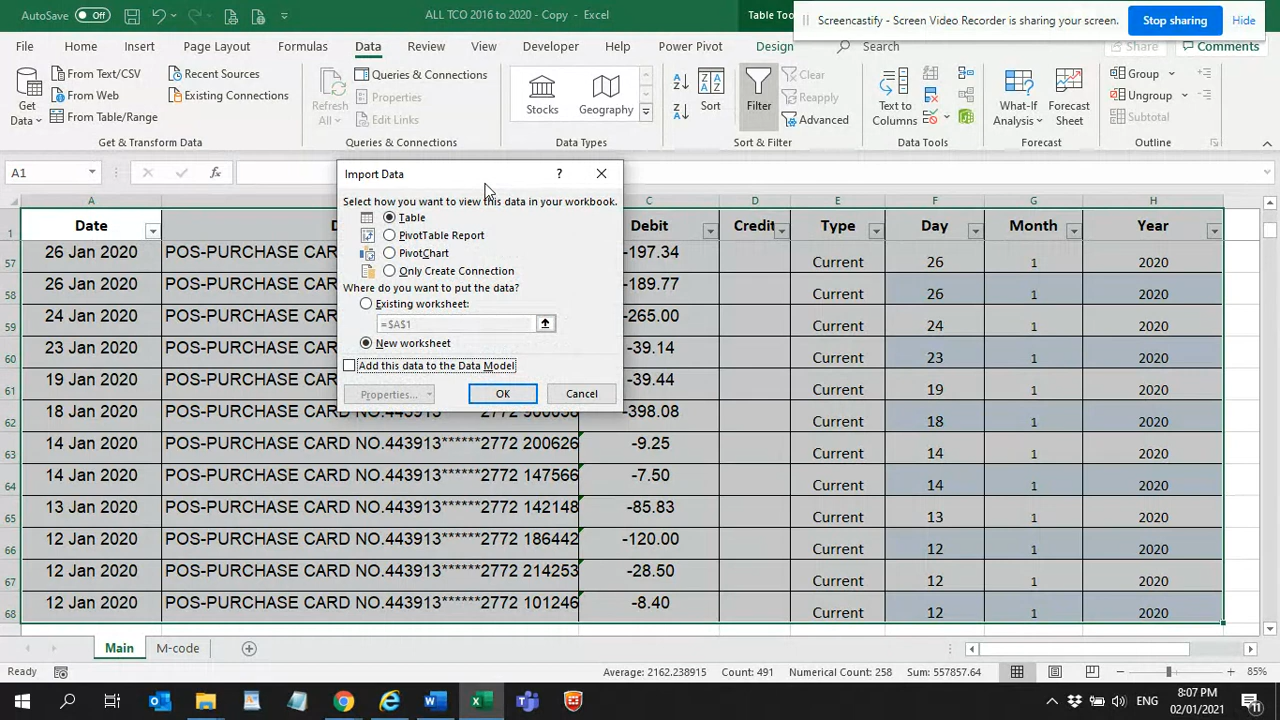 AutoSave Off ALL TCO 2016 to 2020 - Copy - Excel Table Too
Screencastify - Screen Video Recorder is sharing your screen. Stop sharing Hide
File Home Insert Page Layout Formulas Data Review View Developer Help Power Pivot Design Search Share Comments
Get Data
From Text/CSV
From Web
From Table/Range
Recent Sources
Existing Connections
Get & Transform Data
Refresh All
Queries & Connections
Properties
Edit Links
Queries & Connections
Stocks Geography
Data Types
Sort
Filter
Clear
Reapply
Advanced
Sort & Filter
Text to Columns
Data Tools
What-If Analysis
Forecast Sheet
Forecast
Group
Ungroup
Subtotal
Outline
A1 fx
Import Data ?
Select how you want to view this data in your workbook.
Table
PivotTable Report
PivotChart
Only Create Connection
Where do you want to put the data?
Existing worksheet:
=$A$1
New worksheet
Add this data to the Data Model
Properties... OK Cancel
A C D E F G H
1 Date Debit Credit Type Day Month Year
57 26 Jan 2020 POS-PURCHASE CAR -197.34 Current 26 1 2020
58 26 Jan 2020 POS-PURCHASE CAR -189.77 Current 26 1 2020
59 24 Jan 2020 POS-PURCHASE CAR -265.00 Current 24 1 2020
60 23 Jan 2020 POS-PURCHASE CAR -39.14 Current 23 1 2020
61 19 Jan 2020 POS-PURCHASE CAR -39.44 Current 19 1 2020
62 18 Jan 2020 POS-PURCHASE CARD NO.443913******2772 -398.08 Current 18 1 2020
63 14 Jan 2020 POS-PURCHASE CARD NO.443913******2772 200626 -9.25 Current 14 1 2020
64 14 Jan 2020 POS-PURCHASE CARD NO.443913******2772 147566 -7.50 Current 14 1 2020
65 13 Jan 2020 POS-PURCHASE CARD NO.443913******2772 142148 -85.83 Current 13 1 2020
66 12 Jan 2020 POS-PURCHASE CARD NO.443913******2772 186442 -120.00 Current 12 1 2020
67 12 Jan 2020 POS-PURCHASE CARD NO.443913******2772 214253 -28.50 Current 12 1 2020
68 12 Jan 2020 POS-PURCHASE CARD NO.443913******2772 101246 -8.40 Current 12 1 2020
Main M-code
Ready Average: 2162.238915 Count: 491 Numerical Count: 258 Sum: 557857.64 85%
ENG 8:07 PM
02/01/2021 11